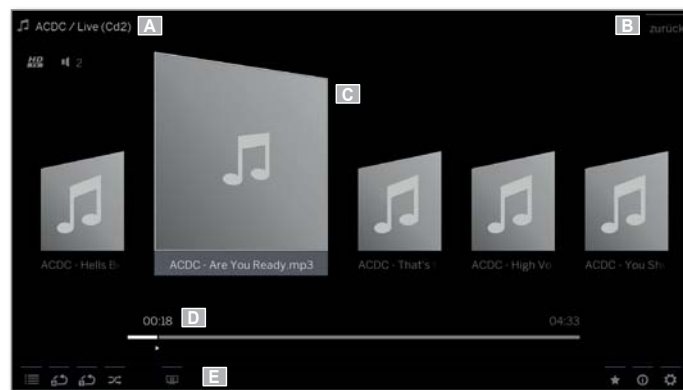 ACDC / Live (Cd2) A
B zurück
HD 2
C
ACDC - Hells B
ACDC - Are You Ready.mp3
ACDC - That's
ACDC - High Vo
ACDC - You Sh
00:18 D
04:33
E